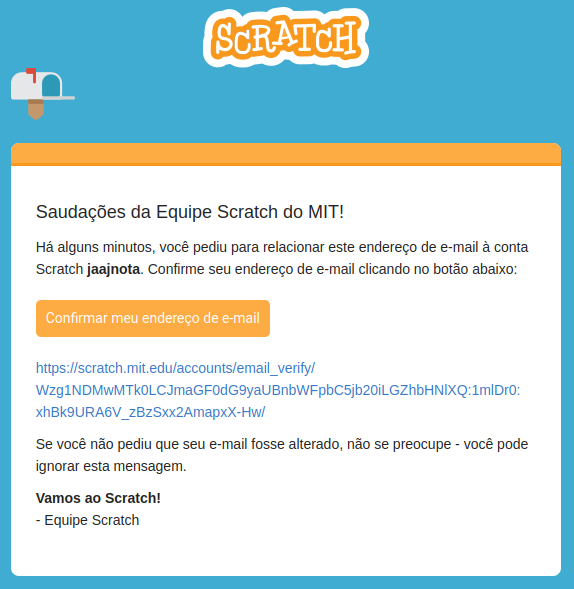 SCRATCH
Saudações da Equipe Scratch do MIT!
Há alguns minutos, você pediu para relacionar este endereço de e-mail à conta
Scratch jaajnota. Confirme seu endereço de e-mail clicando no botão abaixo:
Confirmar meu endereço de e-mail
https://scratch.mit.edu/accounts/email_verify/
Wzg1NDMwMTk0LCJmaGF0dG9yaUBnbWFpbC5jb20iLGZhbHNlXQ:1mlDr0:
xhBk9URA6V_zBzSxx2AmapxX-Hw/
Se você não pediu que seu e-mail fosse alterado, não se preocupe - você pode
ignorar esta mensagem.
Vamos ao Scratch!
- Equipe Scratch